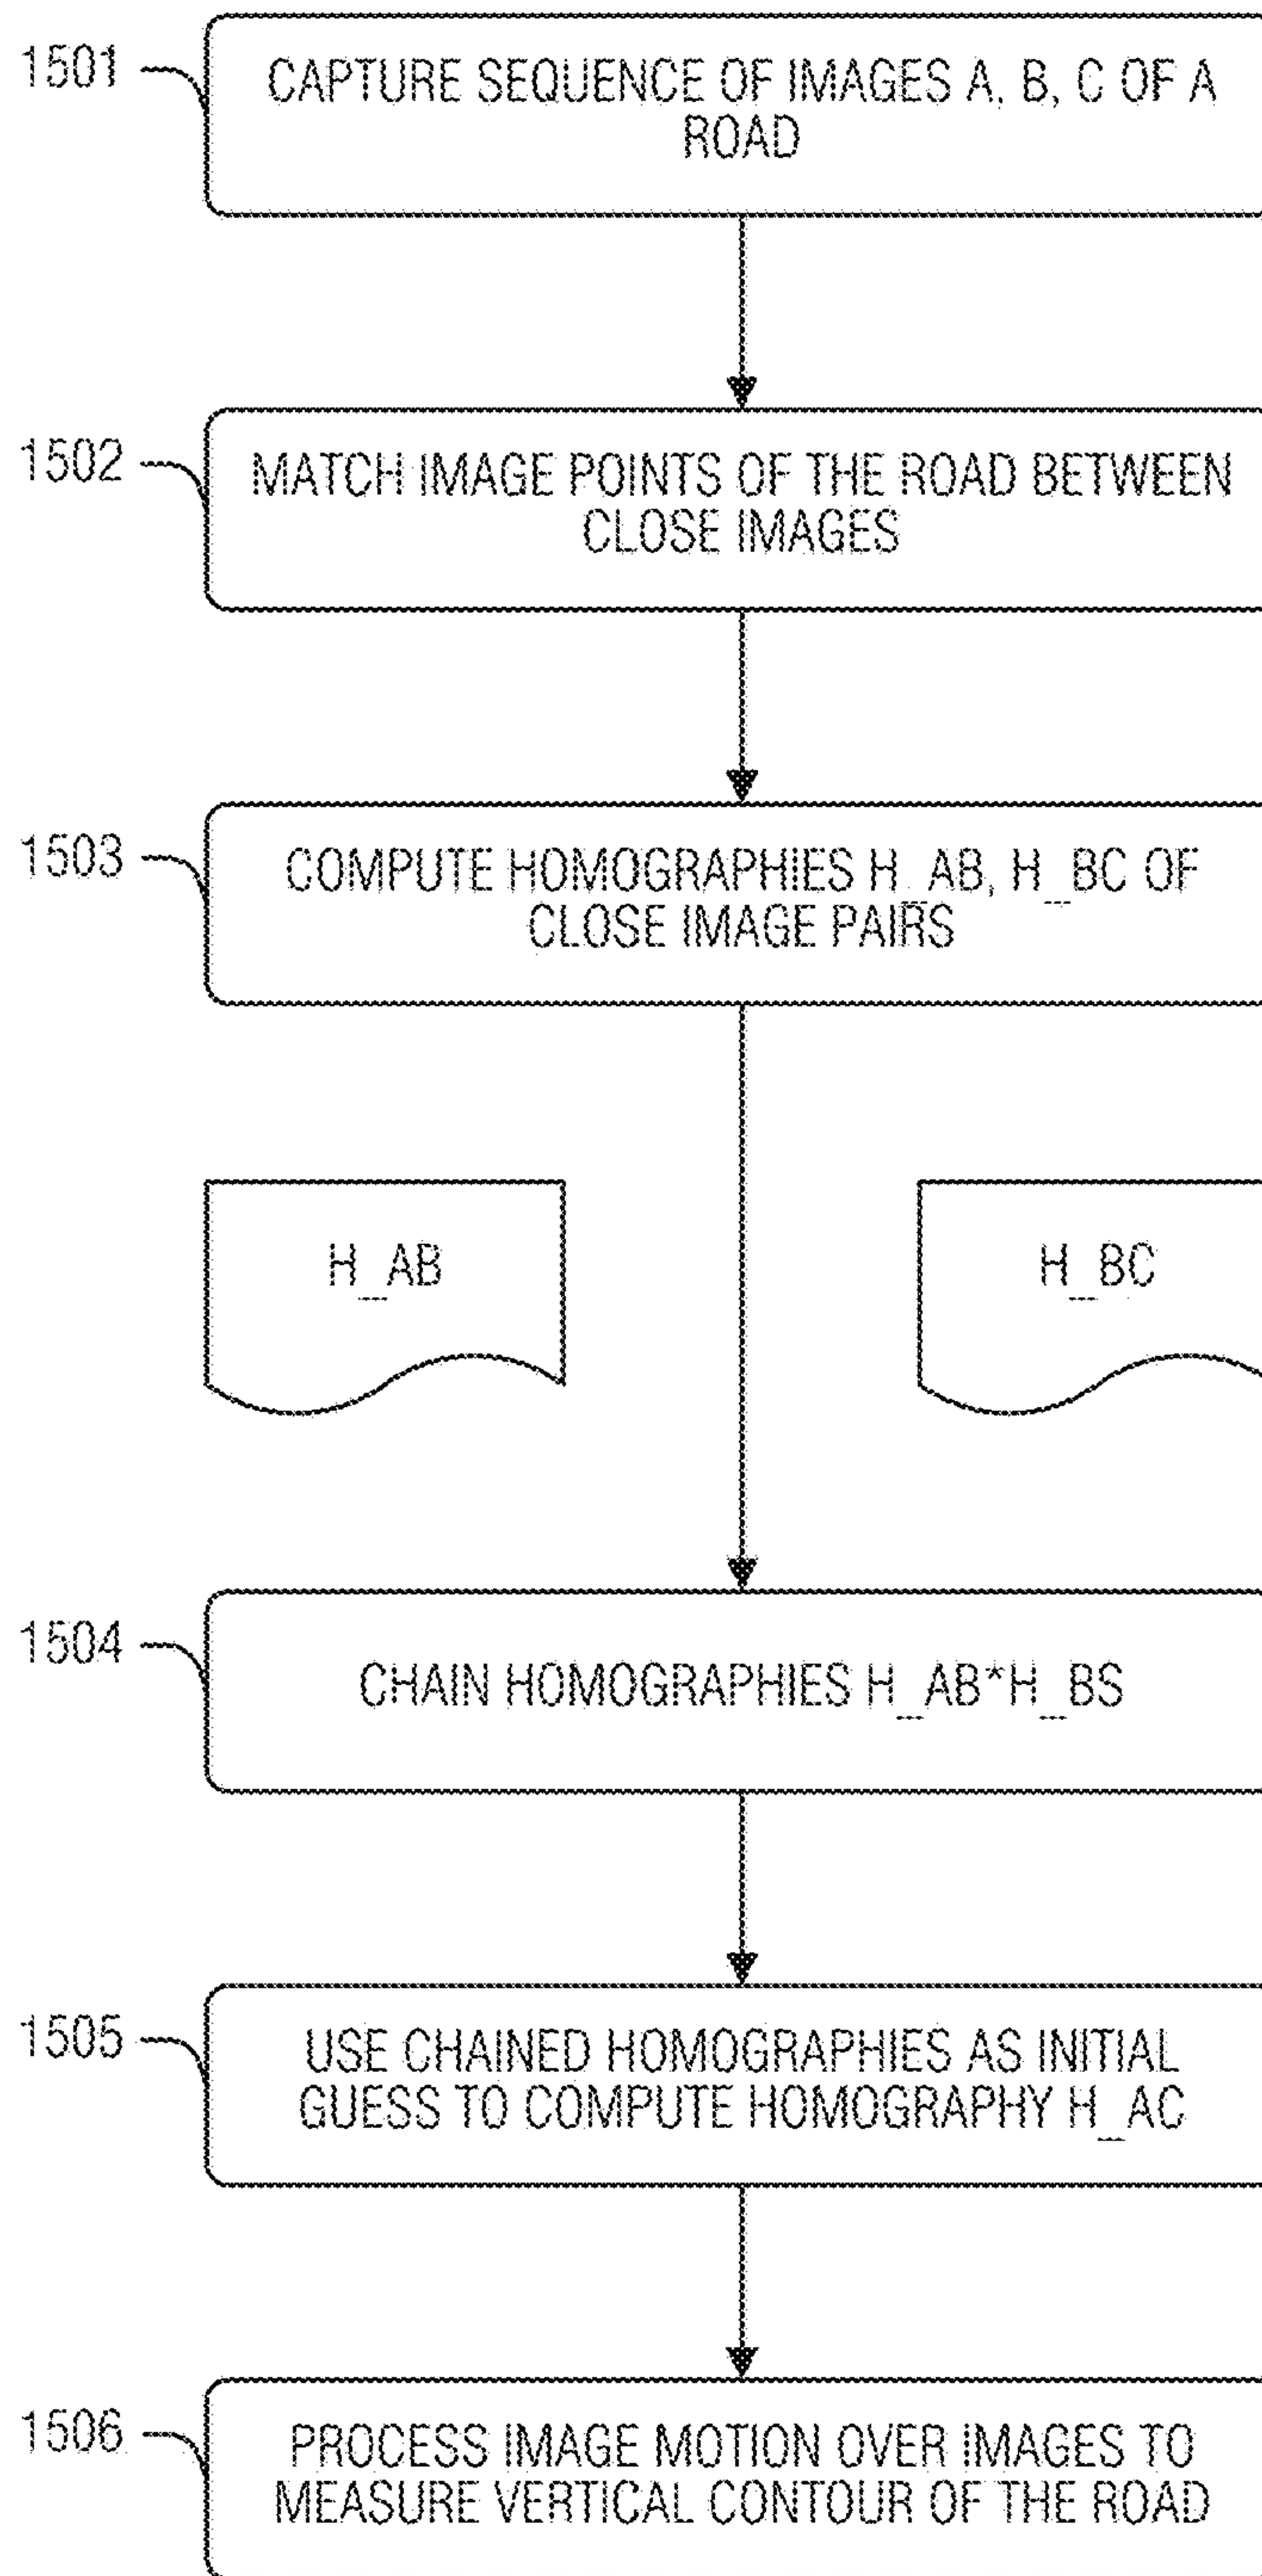 1501
CAPTURE SEQUENCE OF IMAGES A, B, C OF A
ROAD
1502
MATCH IMAGE POINTS OF THE ROAD BETWEEN
CLOSE IMAGES
1503
COMPUTE HOMOGRAPHIES H_AB, H_BC OF
CLOSE IMAGE PAIRS
H_AB
H_BC
1504
CHAIN HOMOGRAPHIES H_AB*H_BS
1505
USE CHAINED HOMOGRAPHIES AS INITIAL
GUESS TO COMPUTE HOMOGRAPHY H_AC
1506
PROCESS IMAGE MOTION OVER IMAGES TO
MEASURE VERTICAL CONTOUR OF THE ROAD